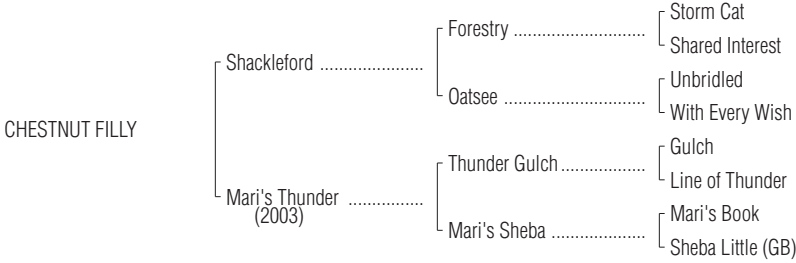 Storm Cat
Forestry ............................
Shared Interest
Shackleford ......................
Unbridled
Oatsee ..............................
With Every Wish
CHESTNUT FILLY
Gulch
Thunder Gulch..................
Line of Thunder
Mari's Thunder ................
(2003)
Mari's Book
Mari's Sheba ....................
Sheba Little (GB)